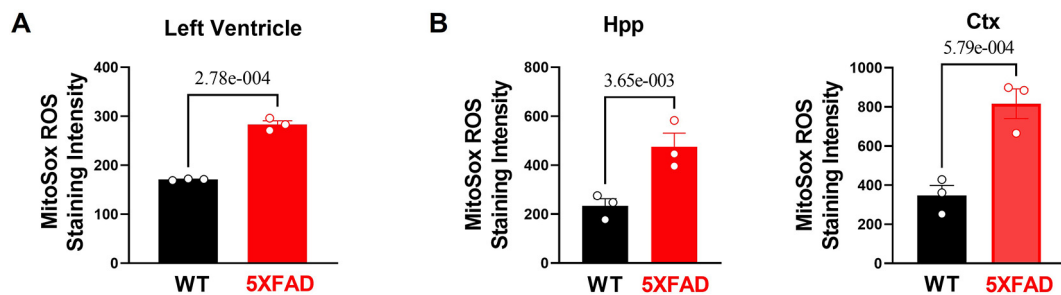 A
Left Ventricle
MitoSox ROS
Staining Intensity
400
300
200
100
0
2.78e-004
WT
5XFAD
B
Hpp
MitoSox ROS
Staining Intensity
800
600
400
200
0
3.65e-003
WT
5XFAD
Ctx
MitoSox ROS
Staining Intensity
1000
800
600
400
200
0
5.79e-004
WT
5XFAD